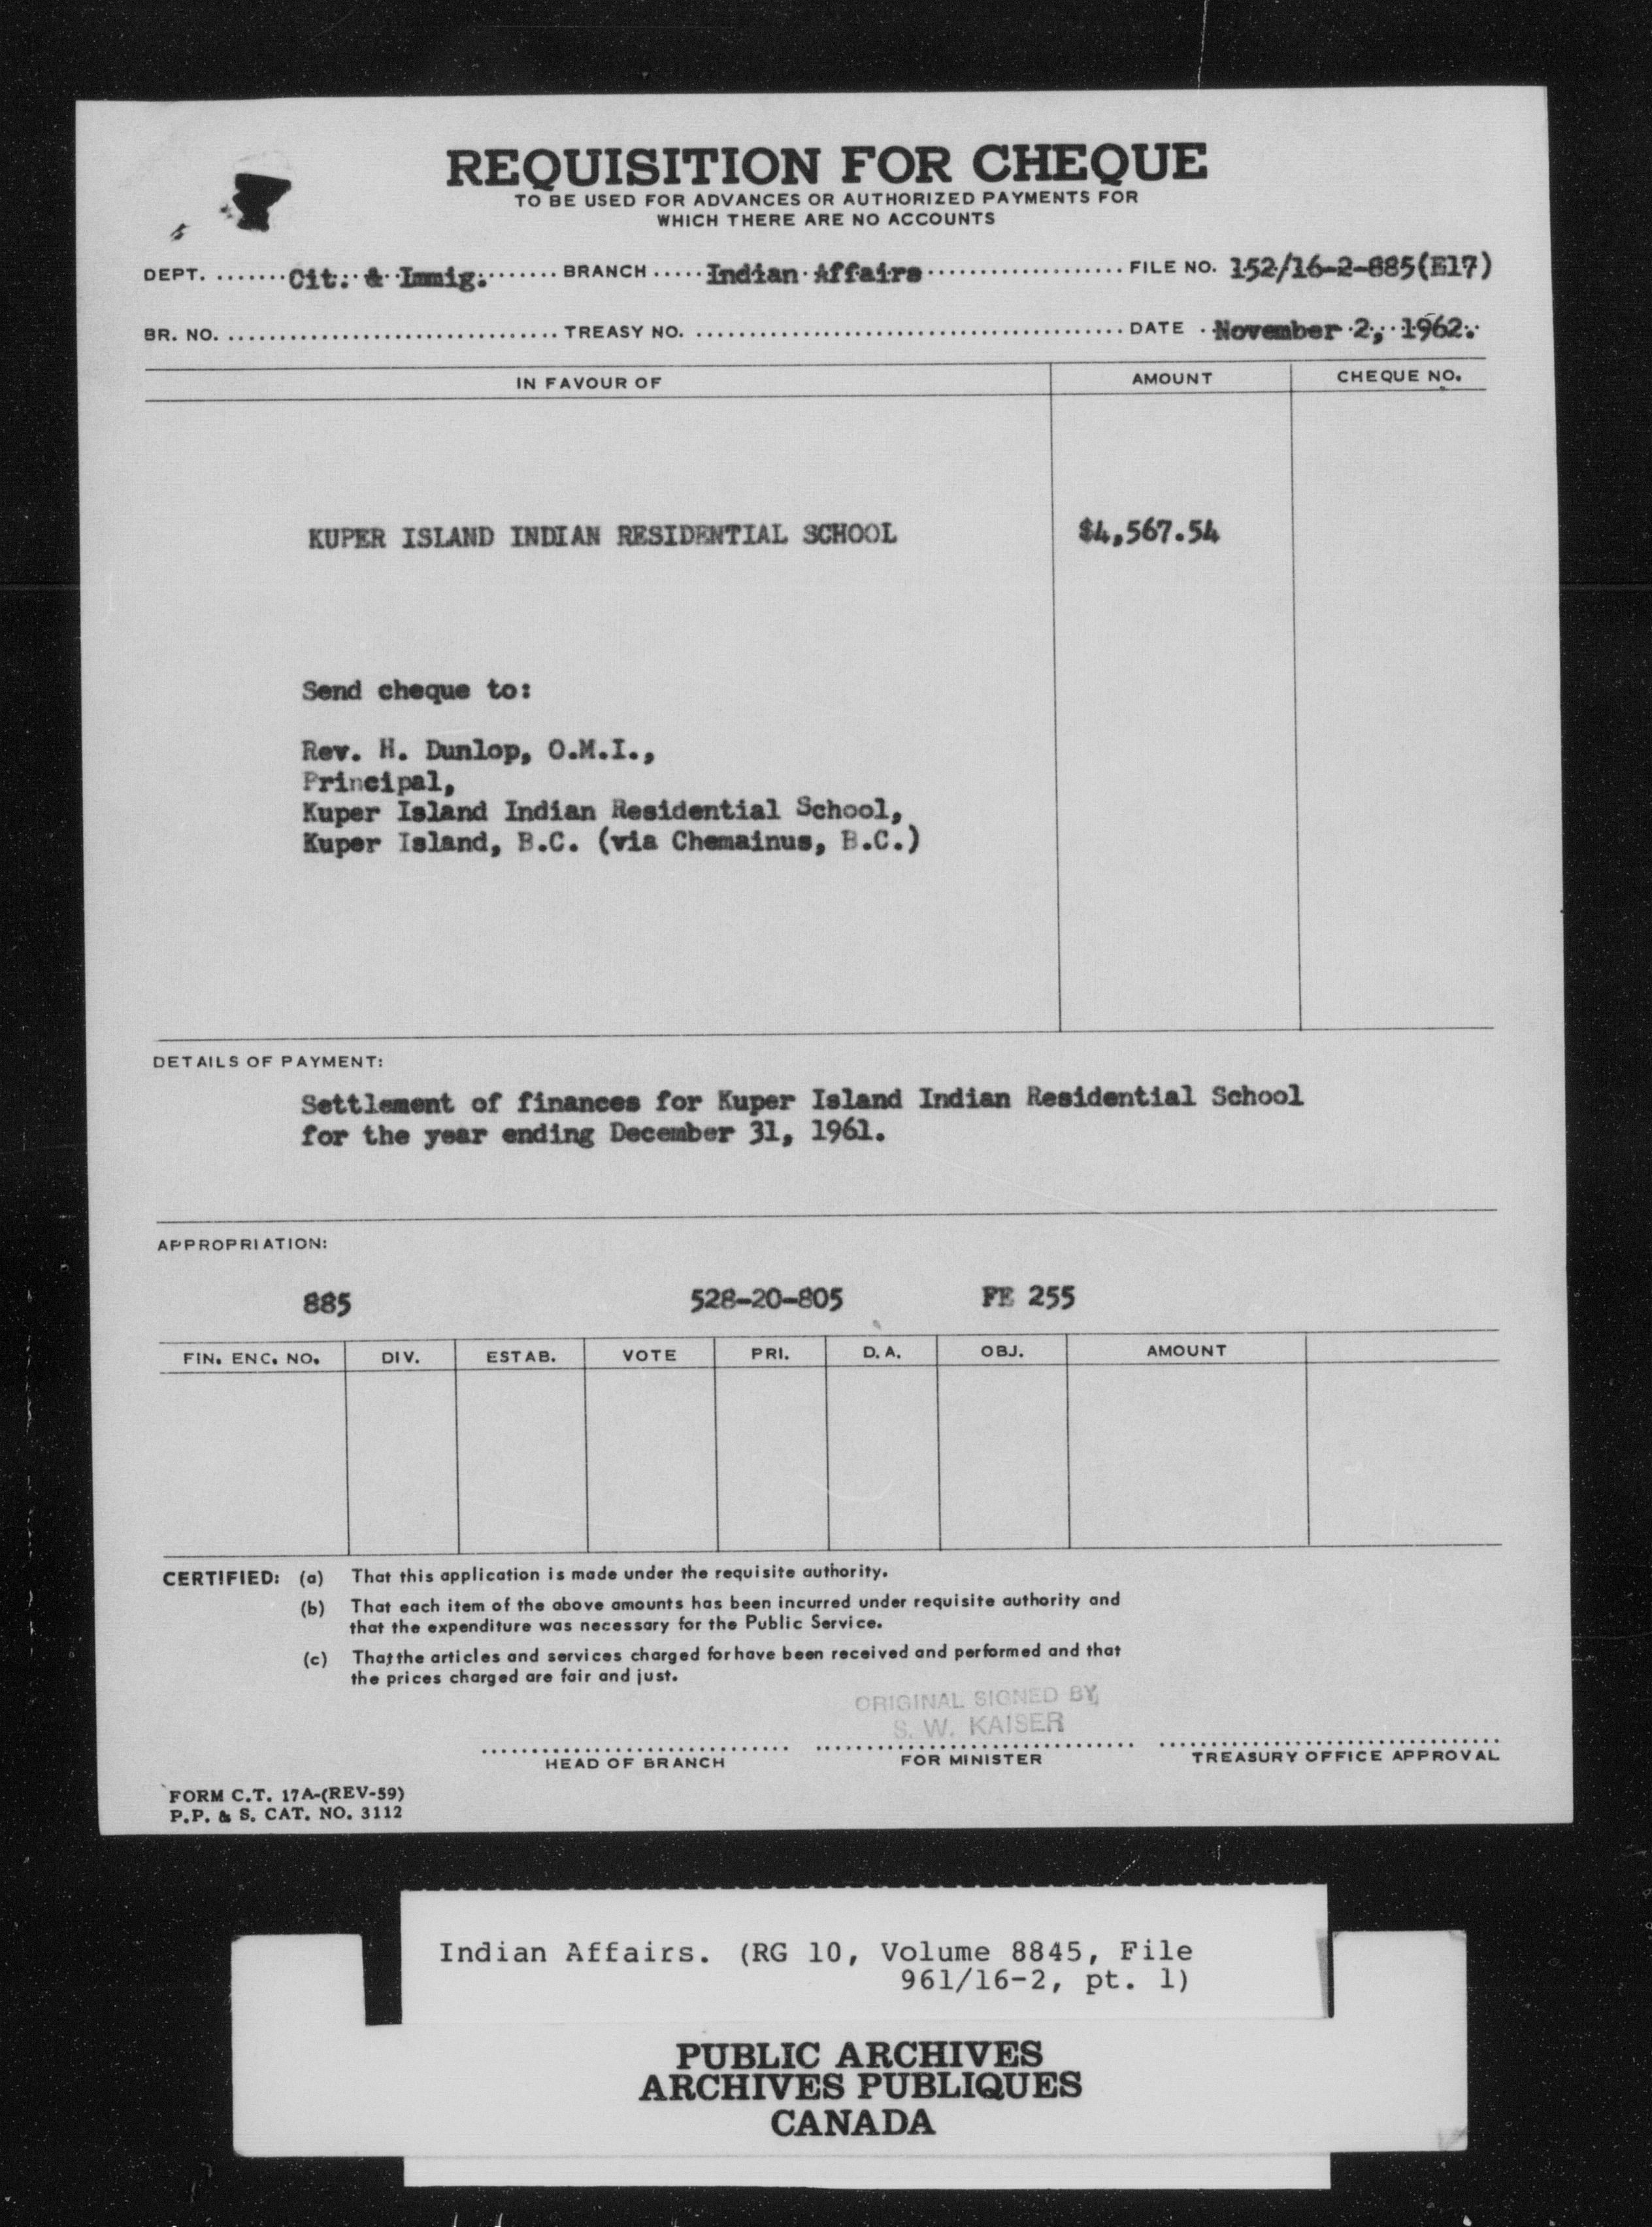 REQUISITION FOR CHEQUE
TO BE USED FOR ADVANCES OR AUTHORIZED PAYMENTS FOR
WHICH THERE ARE NO ACCOUNTS
DEPT. Cit. & Immig. BRANCH Indian Affairs FILE NO. 152/16-2-885(E17)
BR. NO. TREASY NO. DATE November 2, 1962.
IN FAVOUR OF AMOUNT CHEQUE NO.
KUPER ISLAND INDIAN RESIDENTIAL SCHOOL $4,567.54
Send cheque to:
Rev. H. Dunlop, O.M.I.,
Principal,
Kuper Island Indian Residential School,
Kuper Island, B.C. (via Chemainus, B.C.)
DETAILS OF PAYMENT:
Settlement of finances for Kuper Island Indian Residential School
for the year ending December 31, 1961.
APPROPRIATION:
885 528-20-805 FE 255
FIN. ENC. NO. DIV. ESTAB. VOTE PRI. D.A. OBJ. AMOUNT
CERTIFIED: (a) That this application is made under the requisite authority.
(b) That each item of the above amounts has been incurred under requisite authority and
that the expenditure was necessary for the Public Service.
(c) That the articles and services charged for have been received and performed and that
the prices charged are fair and just.
ORIGINAL SIGNED BY
S. W. KAISER
HEAD OF BRANCH FOR MINISTER TREASURY OFFICE APPROVAL
FORM C.T. 17A-(REV-59)
P.P. & S. CAT. NO. 3112
Indian Affairs. (RG 10, Volume 8845, File
961/16-2, pt. 1)
PUBLIC ARCHIVES
ARCHIVES PUBLIQUES
CANADA